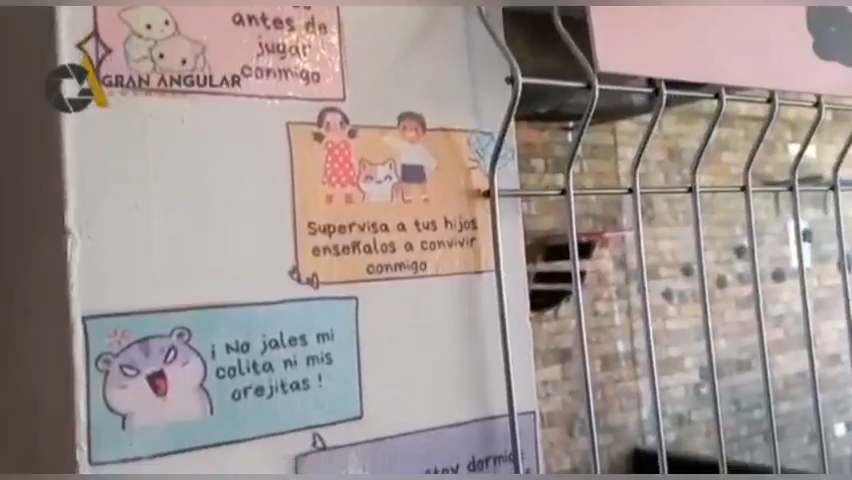 antes de
jugar
conmigo
GRAN ANGULAR
Supervisa a tus hijos
enseñalos a convivir
conmigo
¡No jales mi
colita ni mis
orejitas!